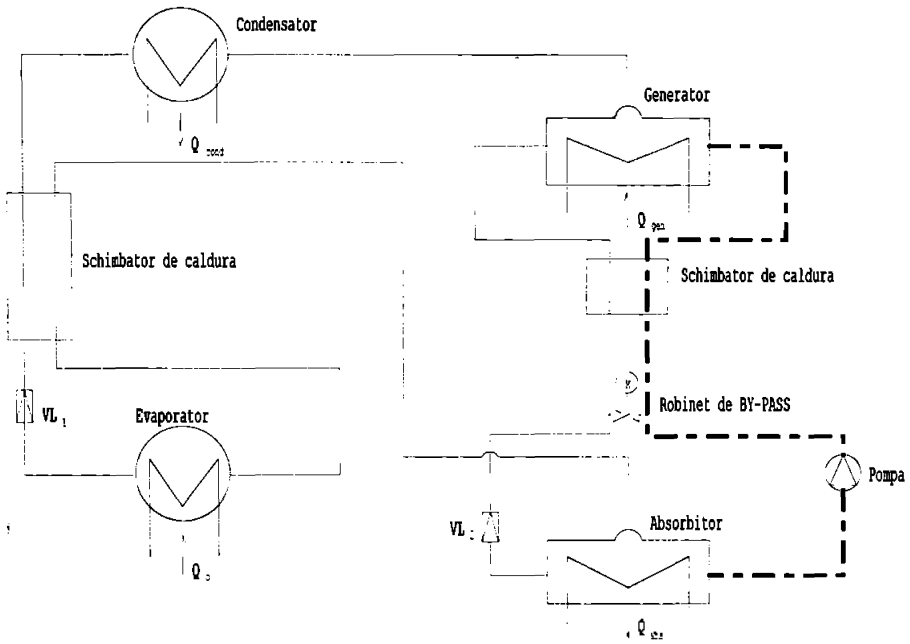 Condensator
Generator
Q cond
Q gen
Schimbator de caldura
Schimbator de caldura
VL 1
Evaporator
Robinet de BY-PASS
Pompa
VL 2
Absorbitor
Q o
Q abs